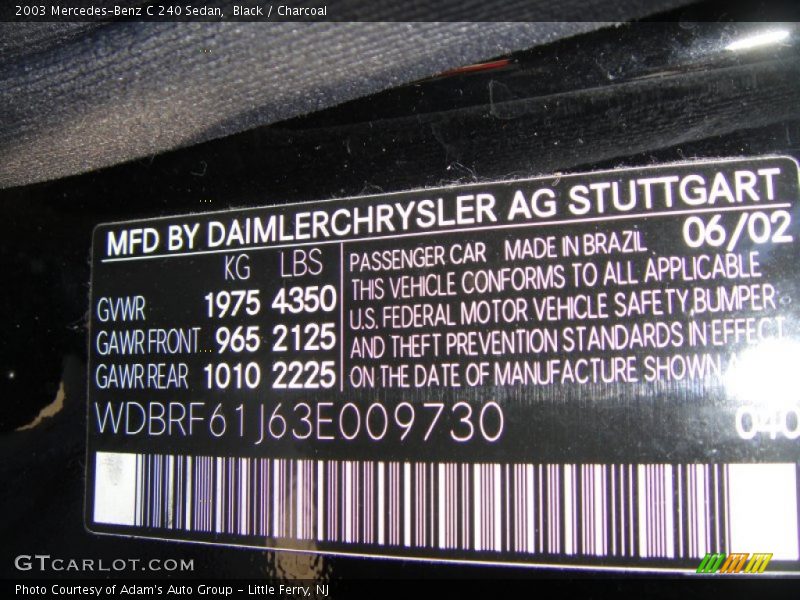 2003 Mercedes-Benz C 240 Sedan,  Black / Charcoal
MFD BY DAIMLERCHRYSLER AG STUTTGART
KG LBS
GVWR 1975 4350
GAWR FRONT 965 2125
GAWR REAR 1010 2225
PASSENGER CAR MADE IN BRAZIL 06/02
THIS VEHICLE CONFORMS TO ALL APPLICABLE
U.S. FEDERAL MOTOR VEHICLE SAFETY BUMPER
AND THEFT PREVENTION STANDARDS IN EFFECT
ON THE DATE OF MANUFACTURE SHOWN
WDBRF61J63E009730
040
GTCARLOT.COM
Photo Courtesy of Adam's Auto Group - Little Ferry, NJ